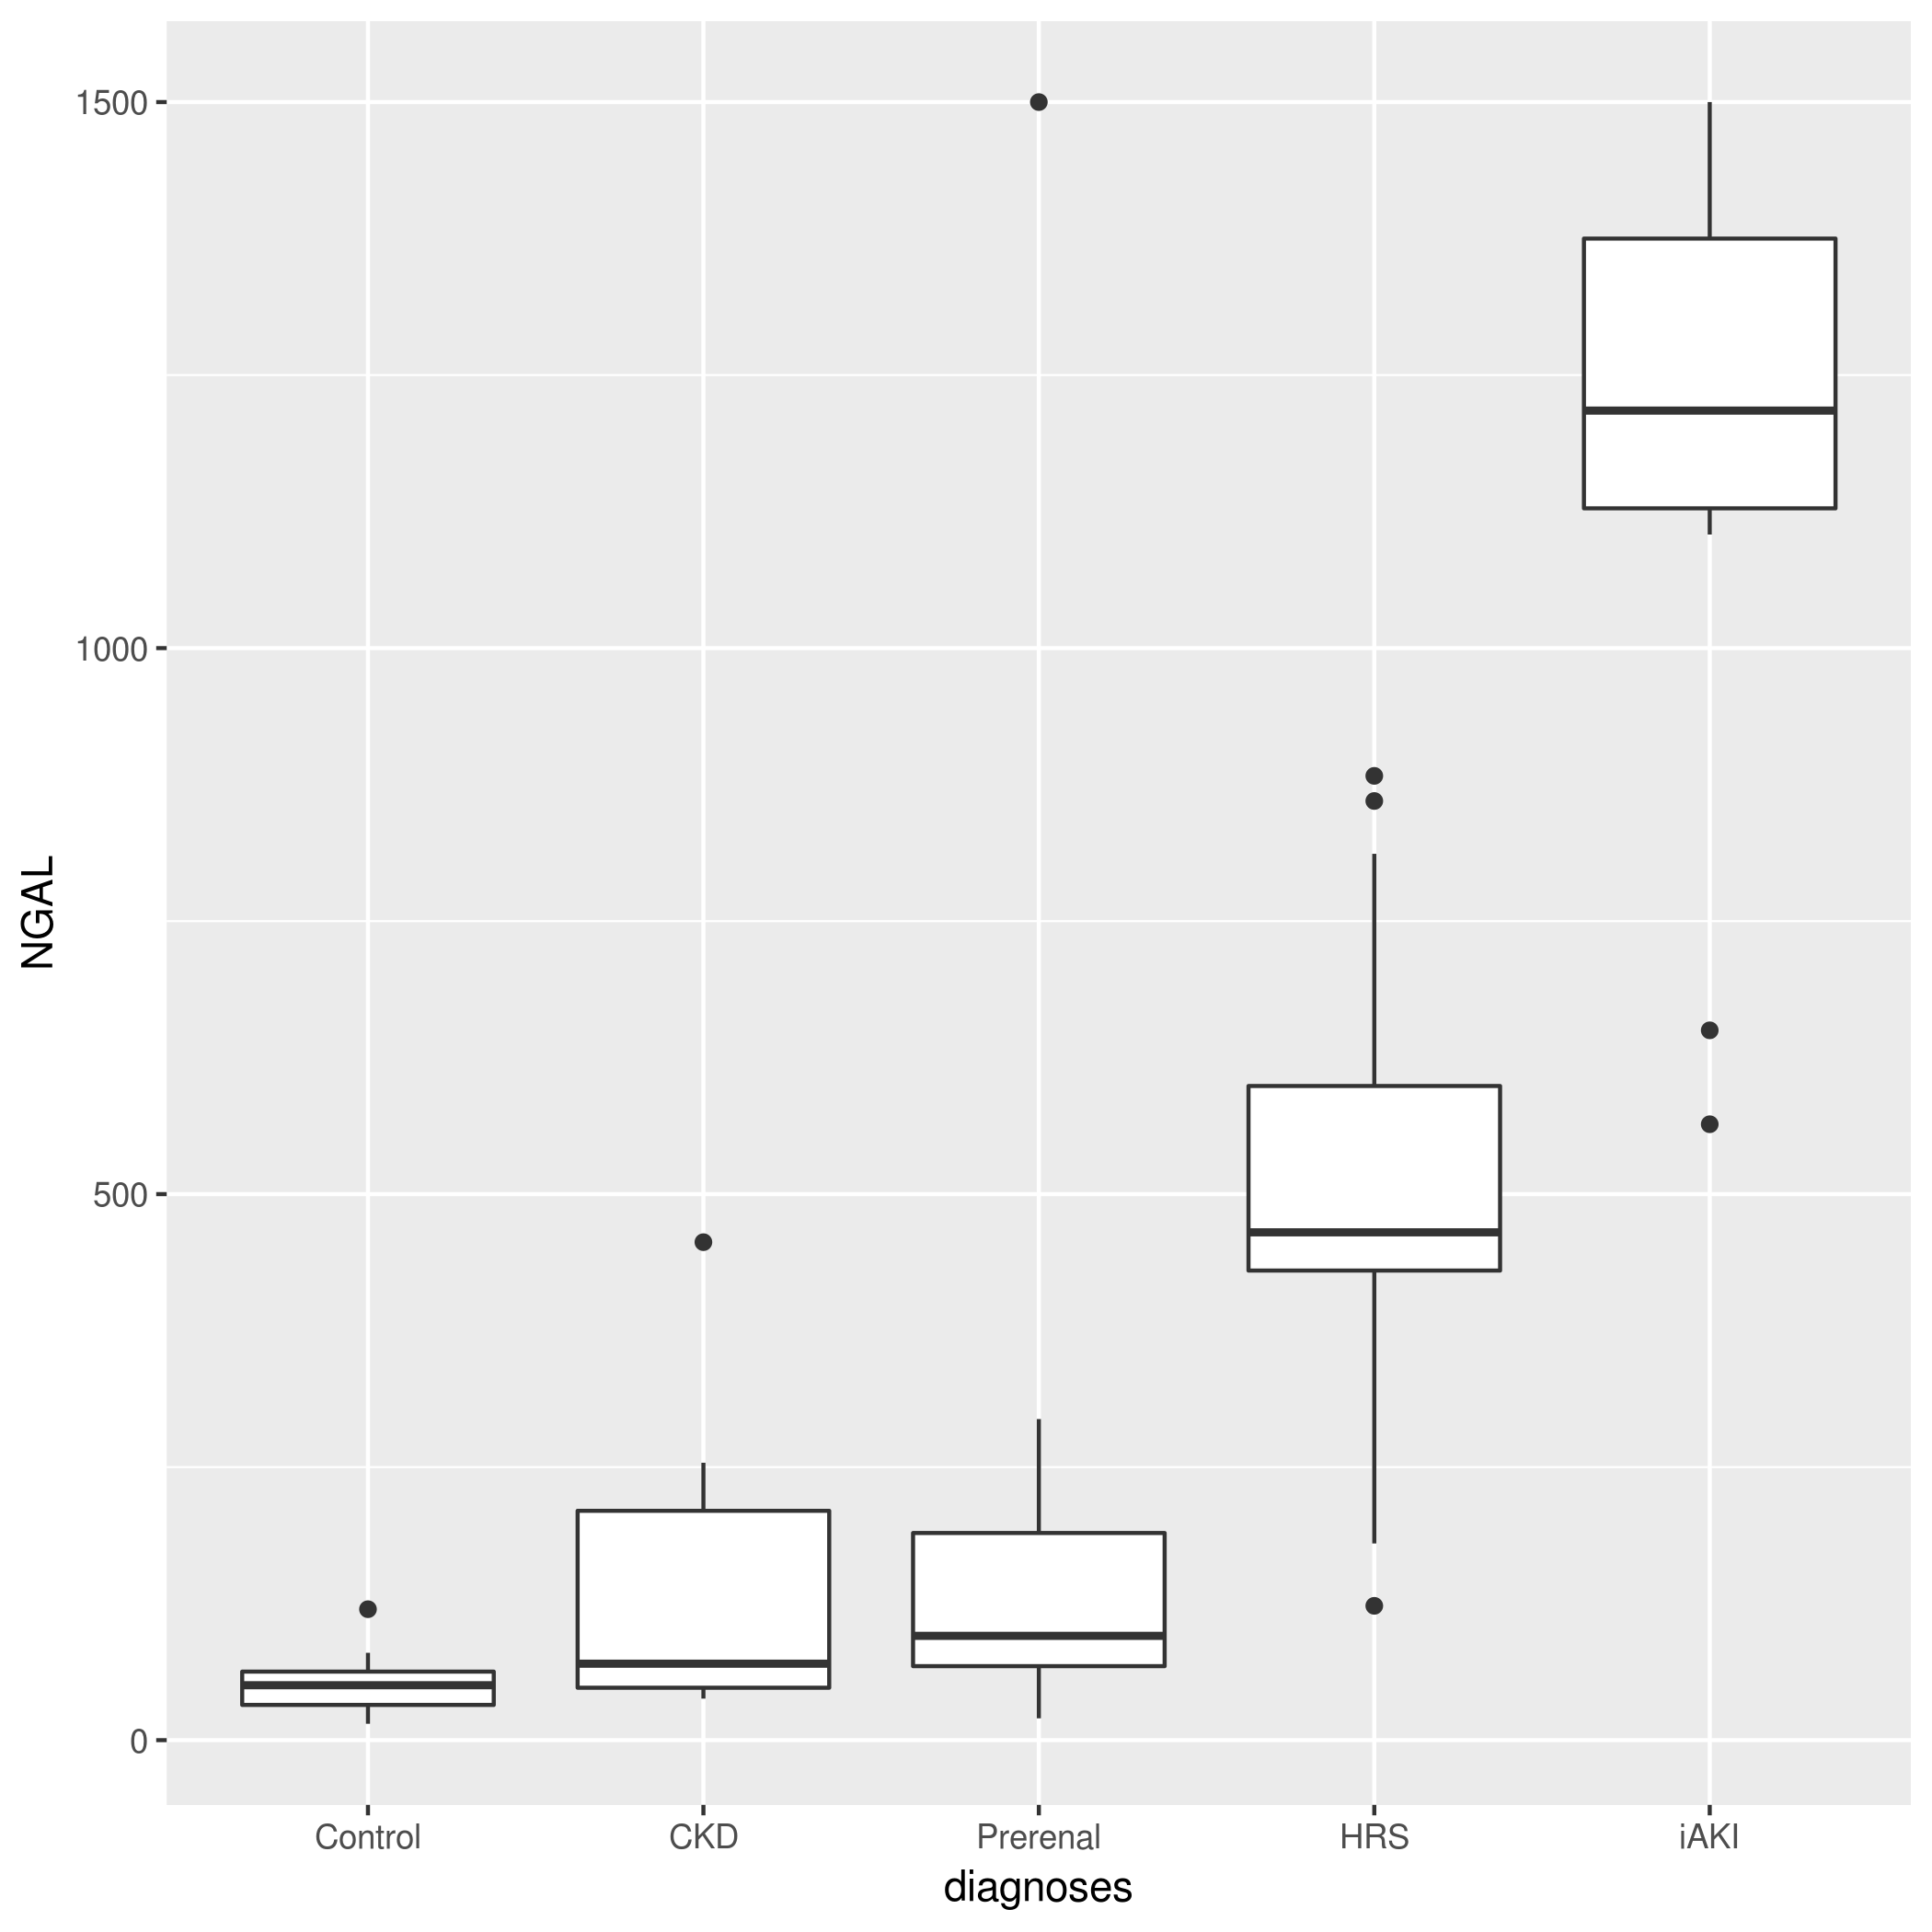 1500
1000
500
0
NGAL
Control CKD Prerenal HRS iAKI
diagnoses